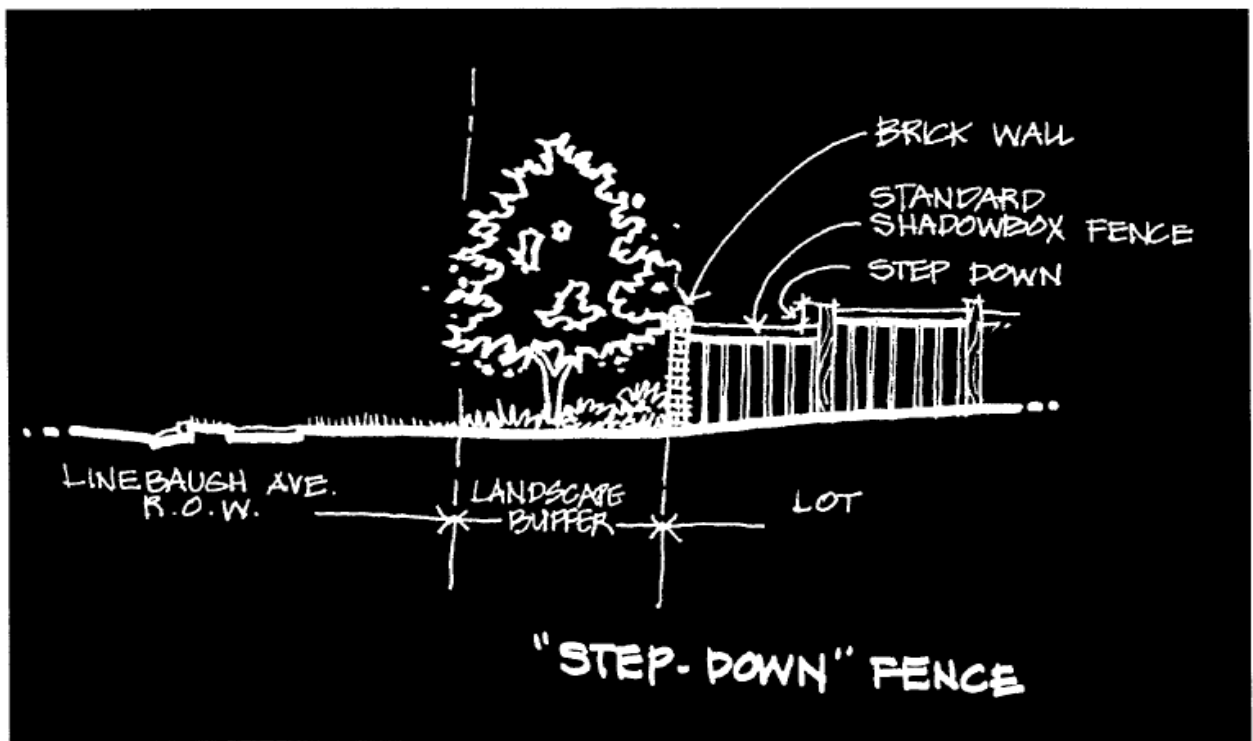 BRICK WALL
STANDARD
SHADOWBOX FENCE
STEP DOWN
LINEBAUGH AVE.
R.O.W.
LANDSCAPE
BUFFER
LOT
"STEP-DOWN" FENCE